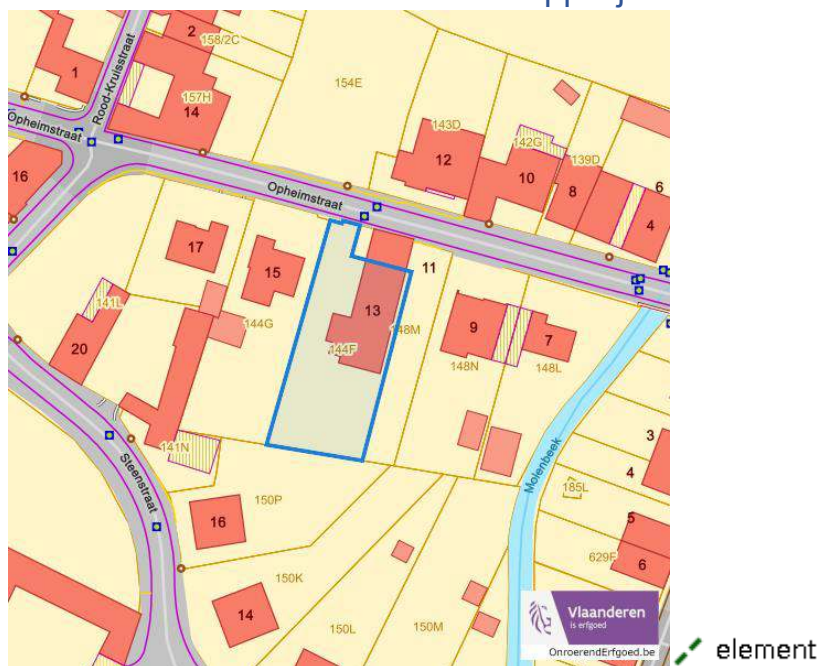 2
158/2C
1
Rood-Kruisstraat
154E
157H
14
Opheimstraat
143D
142G
12
139D
16
10
8
6
4
Opheimstraat
17
15
11
13
141L
144G
148M
9
7
20
144F
148N
148L
141N
Molenbeek
3
4
Steenstraat
185L
150P
16
5
629E
6
150K
14
150L
150M
Vlaanderen
is erfgoed
OnroerendErfgoed.be
element